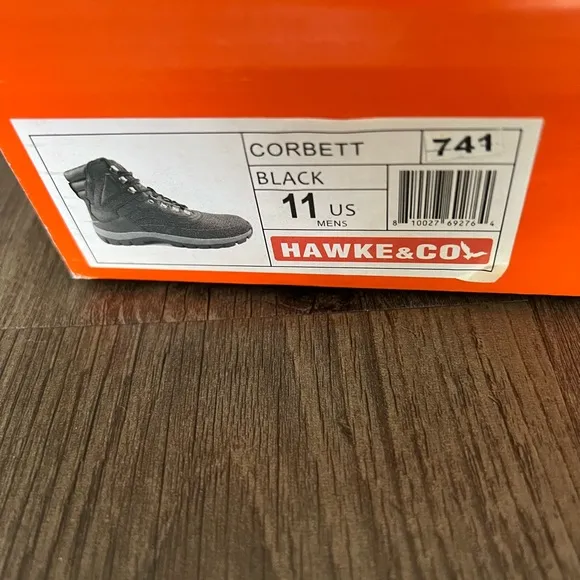 CORBETT
741
BLACK
11 US
MENS
8 10027 69276 4
HAWKE&CO